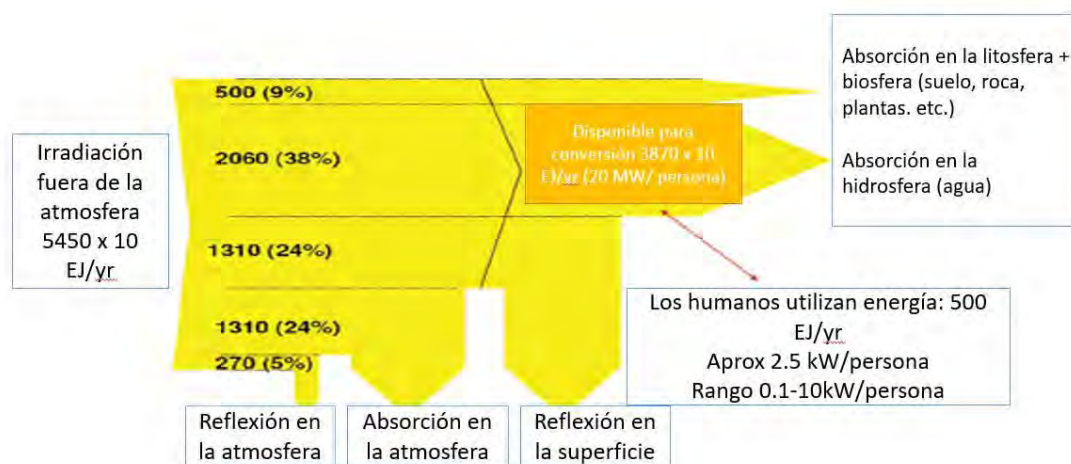 Irradiación
fuera de la
atmosfera
5450 x 10
EJ/yr
500 (9%)
2060 (38%)
1310 (24%)
1310 (24%)
270 (5%)
Disponible para
conversión 3870 x 10
EJ/yr (20 MW/ persona)
Absorción en la litosfera +
biosfera (suelo, roca,
plantas. etc.)
Absorción en la
hidrosfera (agua)
Los humanos utilizan energía: 500
EJ/yr
Aprox 2.5 kW/persona
Rango 0.1-10kW/persona
Reflexión en
la atmosfera
Absorción en
la atmosfera
Reflexión en
la superficie